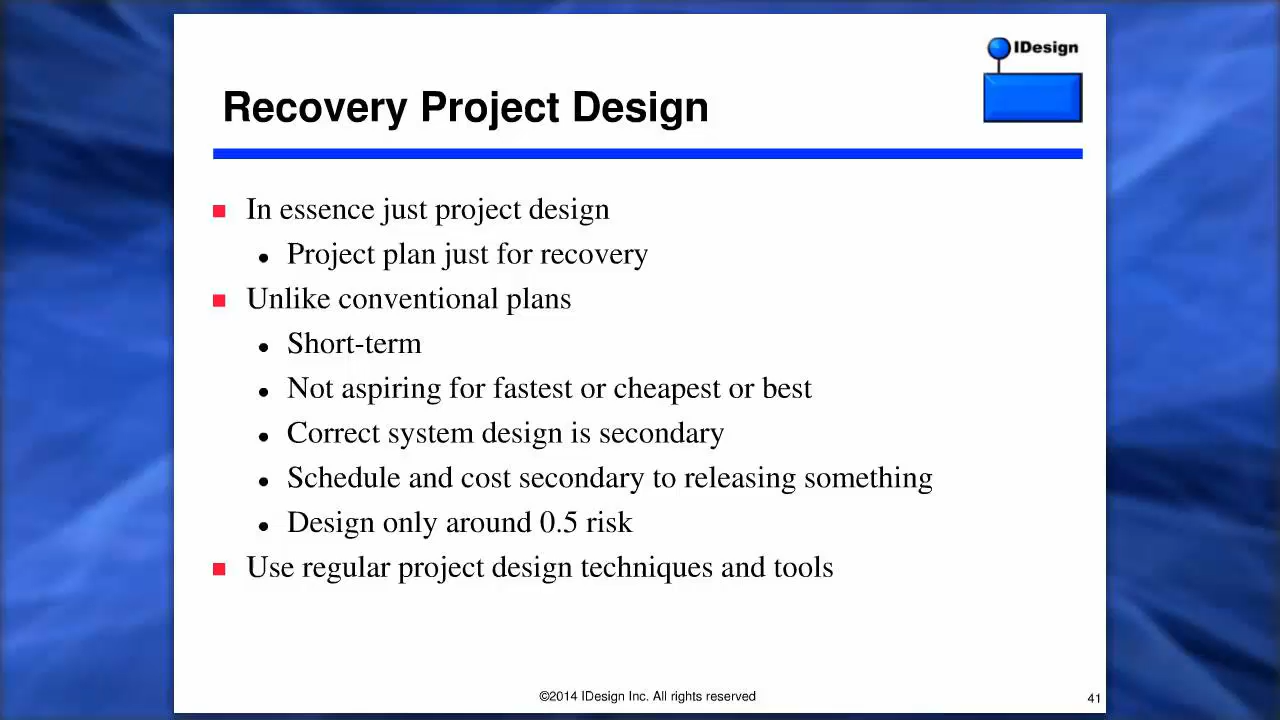 IDesign
Recovery Project Design
In essence just project design
Project plan just for recovery
Unlike conventional plans
Short-term
Not aspiring for fastest or cheapest or best
Correct system design is secondary
Schedule and cost secondary to releasing something
Design only around 0.5 risk
Use regular project design techniques and tools
©2014 IDesign Inc. All rights reserved
41